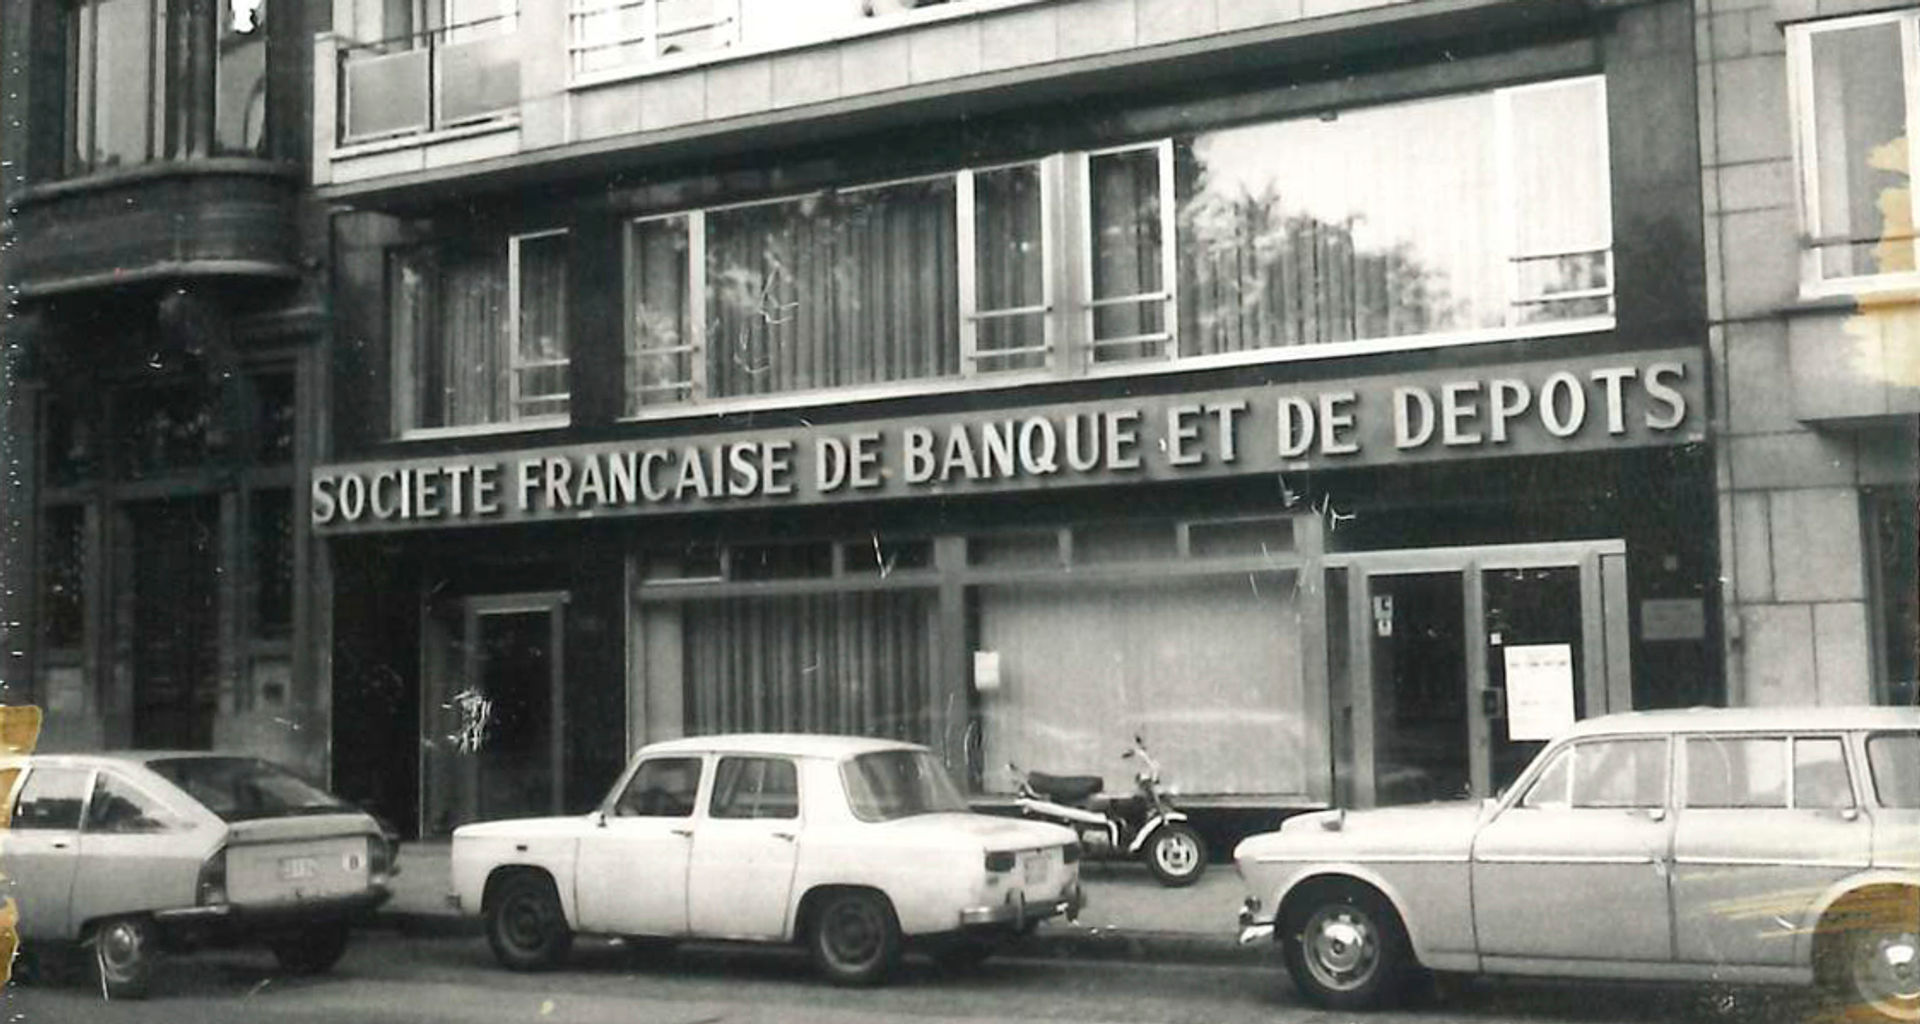 SOCIETE FRANCAISE DE BANQUE ET DE DEPOTS